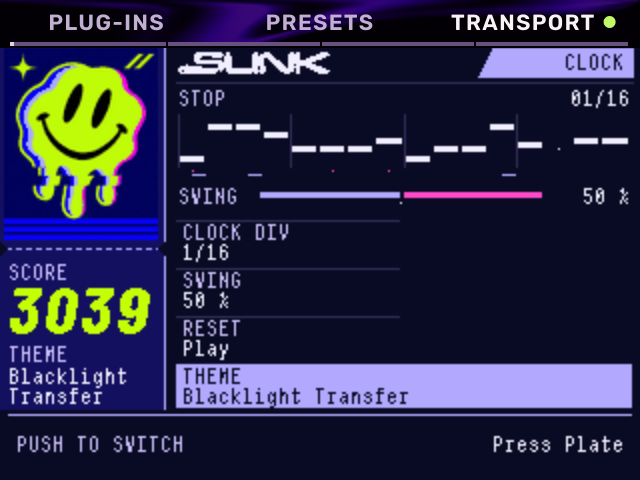 PLUG-INS PRESETS TRANSPORT
SLINK CLOCK
STOP 01/16
SWING 50 %
CLOCK DIV
1/16
SWING
50 %
RESET
Play
THEME
Blacklight Transfer
SCORE
3039
THEME
Blacklight
Transfer
PUSH TO SWITCH Press Plate